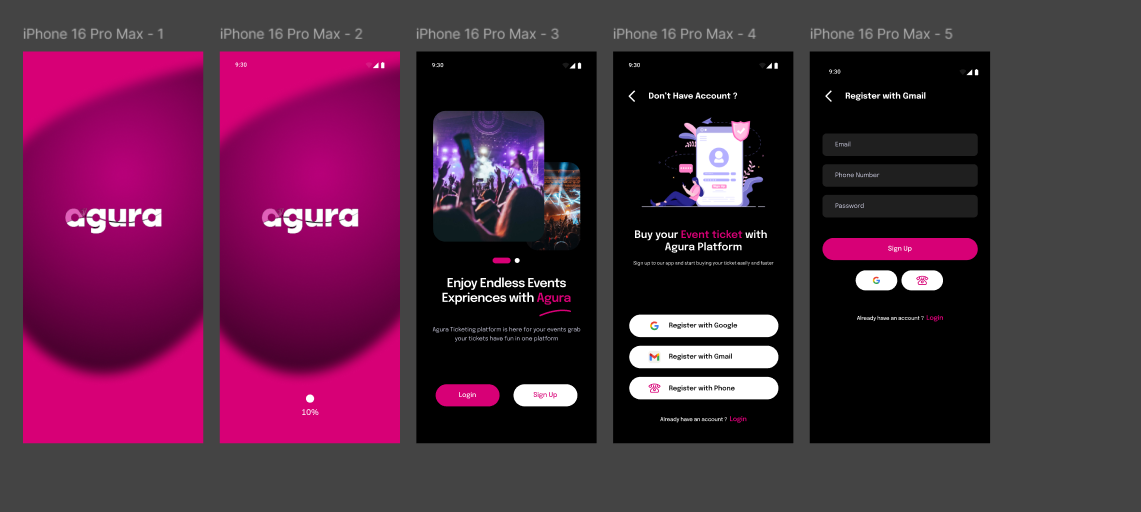 iPhone 16 Pro Max - 1
agura
iPhone 16 Pro Max - 2
9:30
agura
10%
iPhone 16 Pro Max - 3
9:30
Enjoy Endless Events
Expriences with Agura
Agura Ticketing platform is here for your events grab
your tickets have fun in one platform
Login
Sign Up
iPhone 16 Pro Max - 4
9:30
Don't Have Account ?
Sign Up
Buy your Event ticket with
Agura Platform
Sign up to our app and start buying your ticket easily and faster
Register with Google
Register with Gmail
Register with Phone
Already have an account ? Login
iPhone 16 Pro Max - 5
9:30
Register with Gmail
Email
Phone Number
Password
Sign Up
Already have an account ? Login